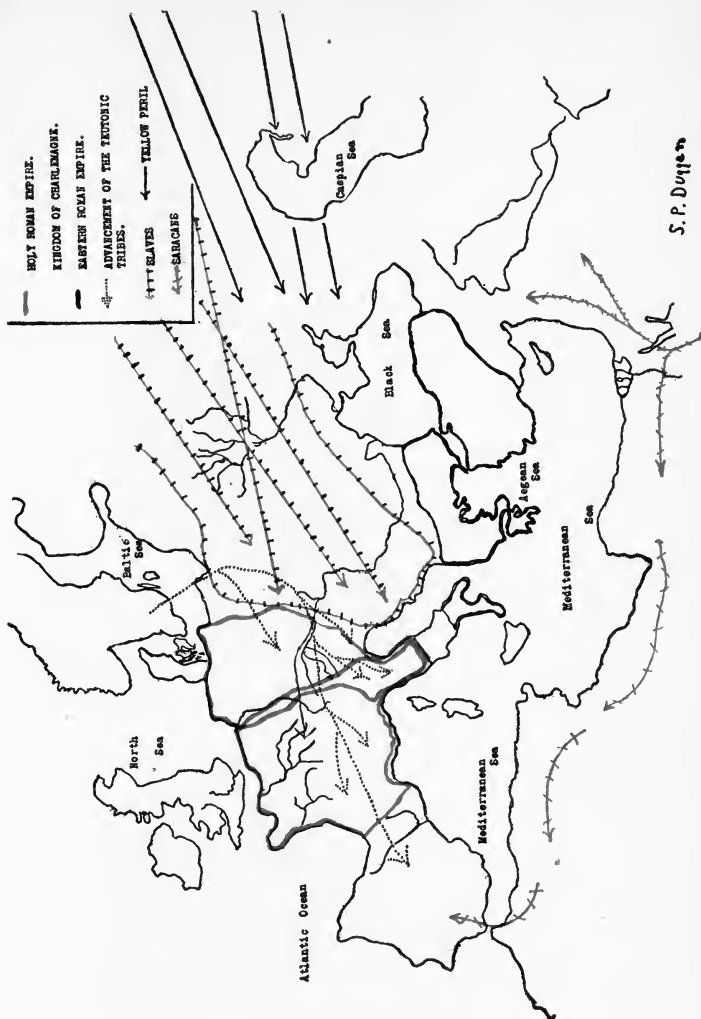 HOLY ROMAN EMPIRE.
KINGDOM OF CHARLEMAGNE.
EASTERN ROMAN EMPIRE.
ADVANCEMENT OF THE TEUTONIC
TRIBES.
SLAVES
YELLOW PERIL
SARACANS
Caspian
Sea
Baltic
Sea
Black Sea
North
Sea
Aegean
Sea
Mediterranean
Sea
Mediterranean
Sea
Atlantic Ocean
S.P. Duggan